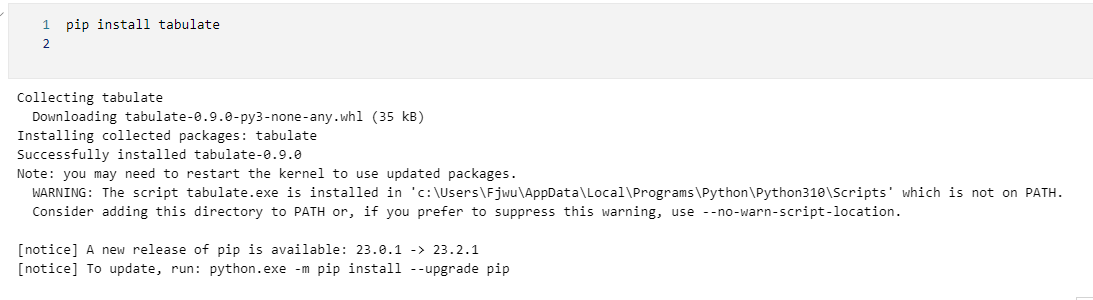 1 pip install tabulate
2
Collecting tabulate
Downloading tabulate-0.9.0-py3-none-any.whl (35 kB)
Installing collected packages: tabulate
Successfully installed tabulate-0.9.0
Note: you may need to restart the kernel to use updated packages.
WARNING: The script tabulate.exe is installed in 'c:\Users\Fjwu\AppData\Local\Programs\Python\Python310\Scripts' which is not on PATH.
Consider adding this directory to PATH or, if you prefer to suppress this warning, use --no-warn-script-location.
[notice] A new release of pip is available: 23.0.1 -> 23.2.1
[notice] To update, run: python.exe -m pip install --upgrade pip